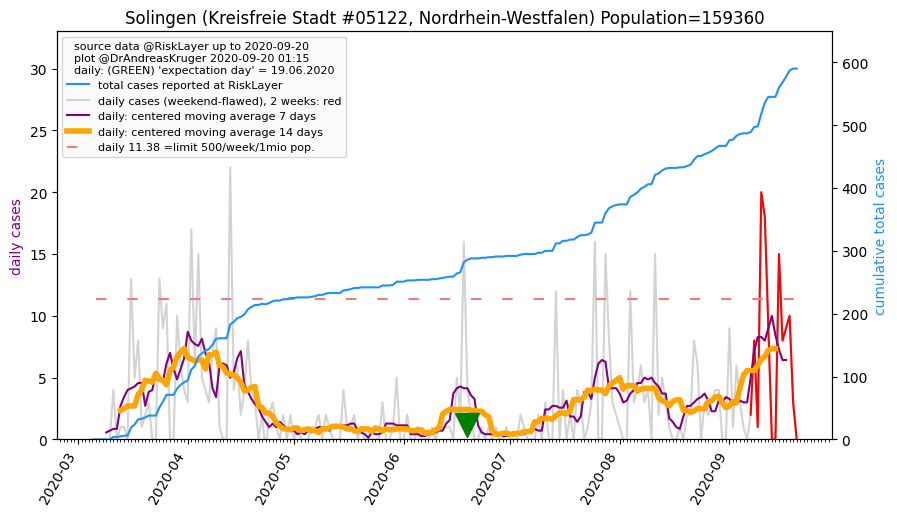 Solingen (Kreisfreie Stadt #05122, Nordrhein-Westfalen) Population=159360
source data @RiskLayer up to 2020-09-20
plot @DrAndreasKruger 2020-09-20 01:15
daily: (GREEN) 'expectation day' = 19.06.2020
total cases reported at RiskLayer
daily cases (weekend-flawed), 2 weeks: red
daily: centered moving average 7 days
daily: centered moving average 14 days
daily 11.38 =limit 500/week/1mio pop.
daily cases
30
25
20
15
10
5
0
cumulative total cases
600
500
400
300
200
100
0
2020-03
2020-04
2020-05
2020-06
2020-07
2020-08
2020-09